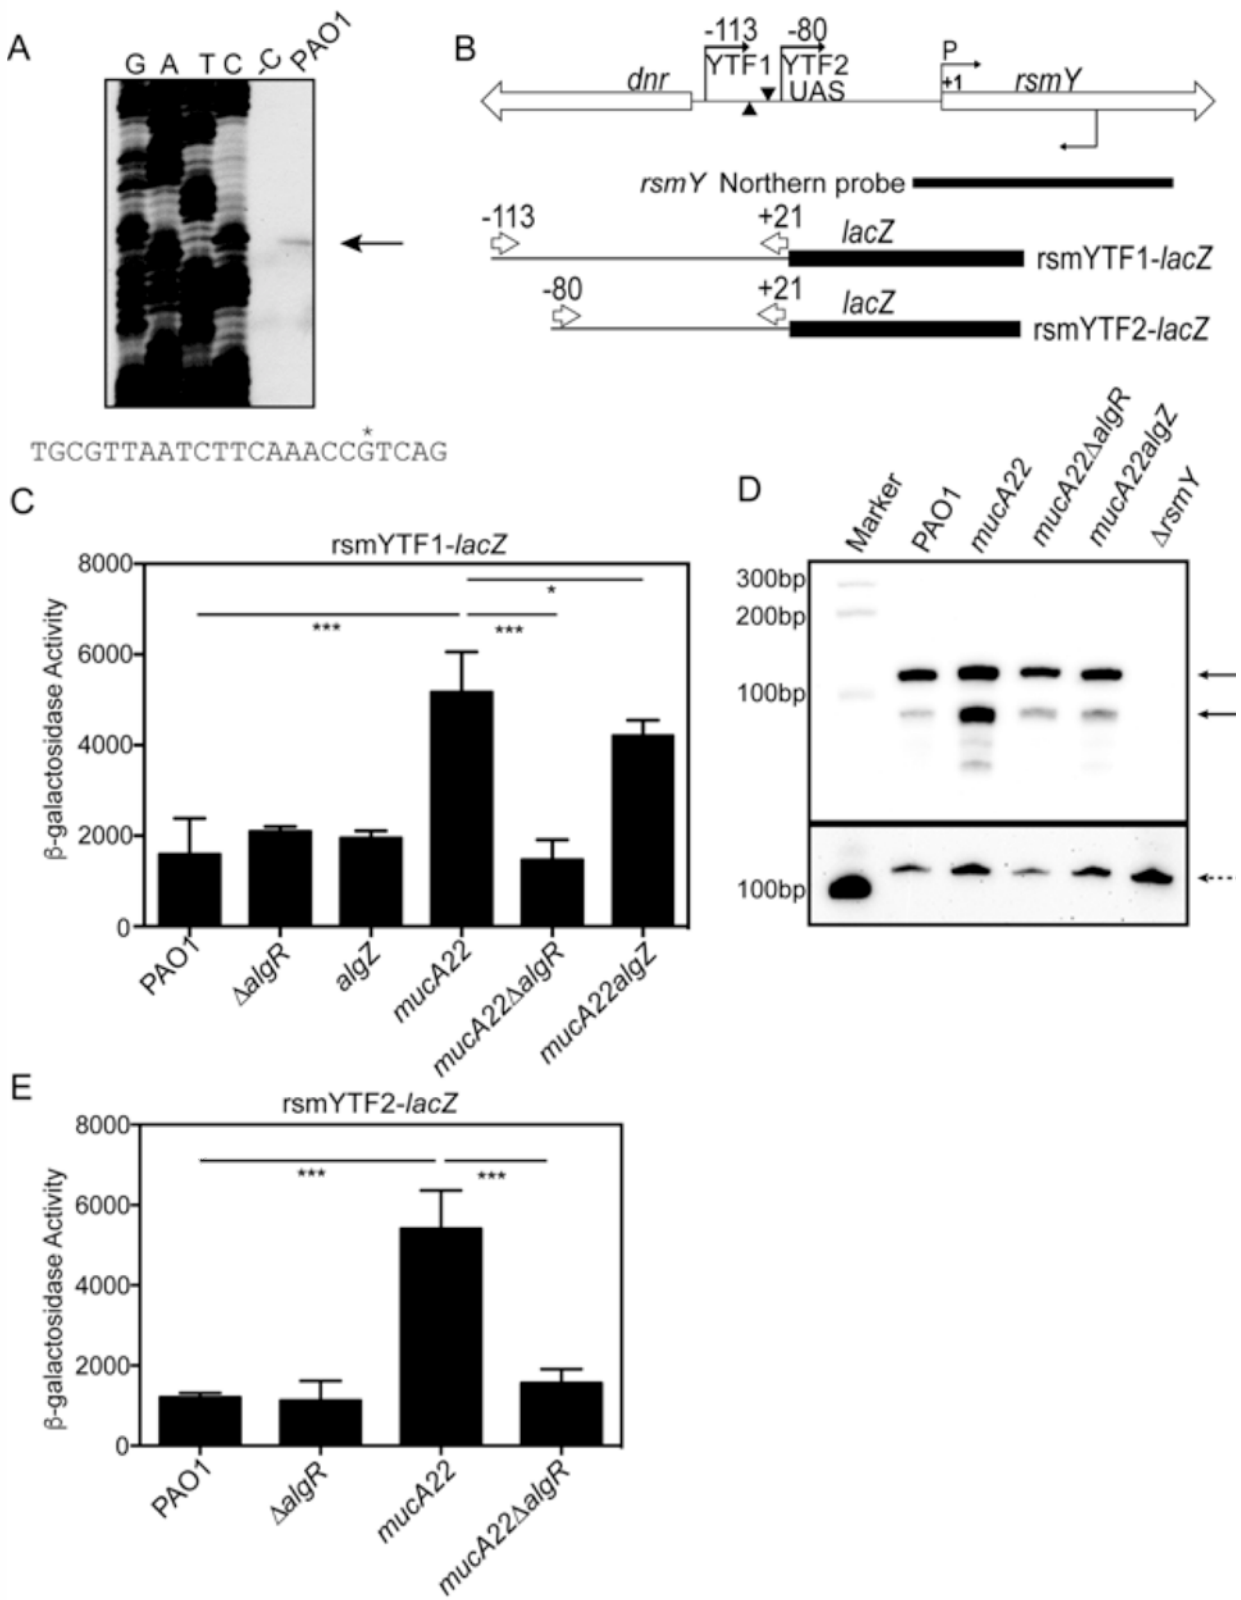 A
G A T C -C PAO1
TGCGTTAATCTTCAAACCGTCAG
*
B
-113 -80
YTF1 YTF2
UAS
dnr
P
+1
rsmY
rsmY Northern probe
-113 +21 lacZ
rsmYTF1-lacZ
-80 +21 lacZ
rsmYTF2-lacZ
C
rsmYTF1-lacZ
β-galactosidase Activity
8000
6000
4000
2000
0
*
*** ***
PAO1
ΔalgR
algZ
mucA22
mucA22ΔalgR
mucA22algZ
D
Marker
PAO1
mucA22
mucA22ΔalgR
mucA22algZ
ΔrsmY
300bp
200bp
100bp
100bp
E
rsmYTF2-lacZ
β-galactosidase Activity
8000
6000
4000
2000
0
*** ***
PAO1
ΔalgR
mucA22
mucA22ΔalgR